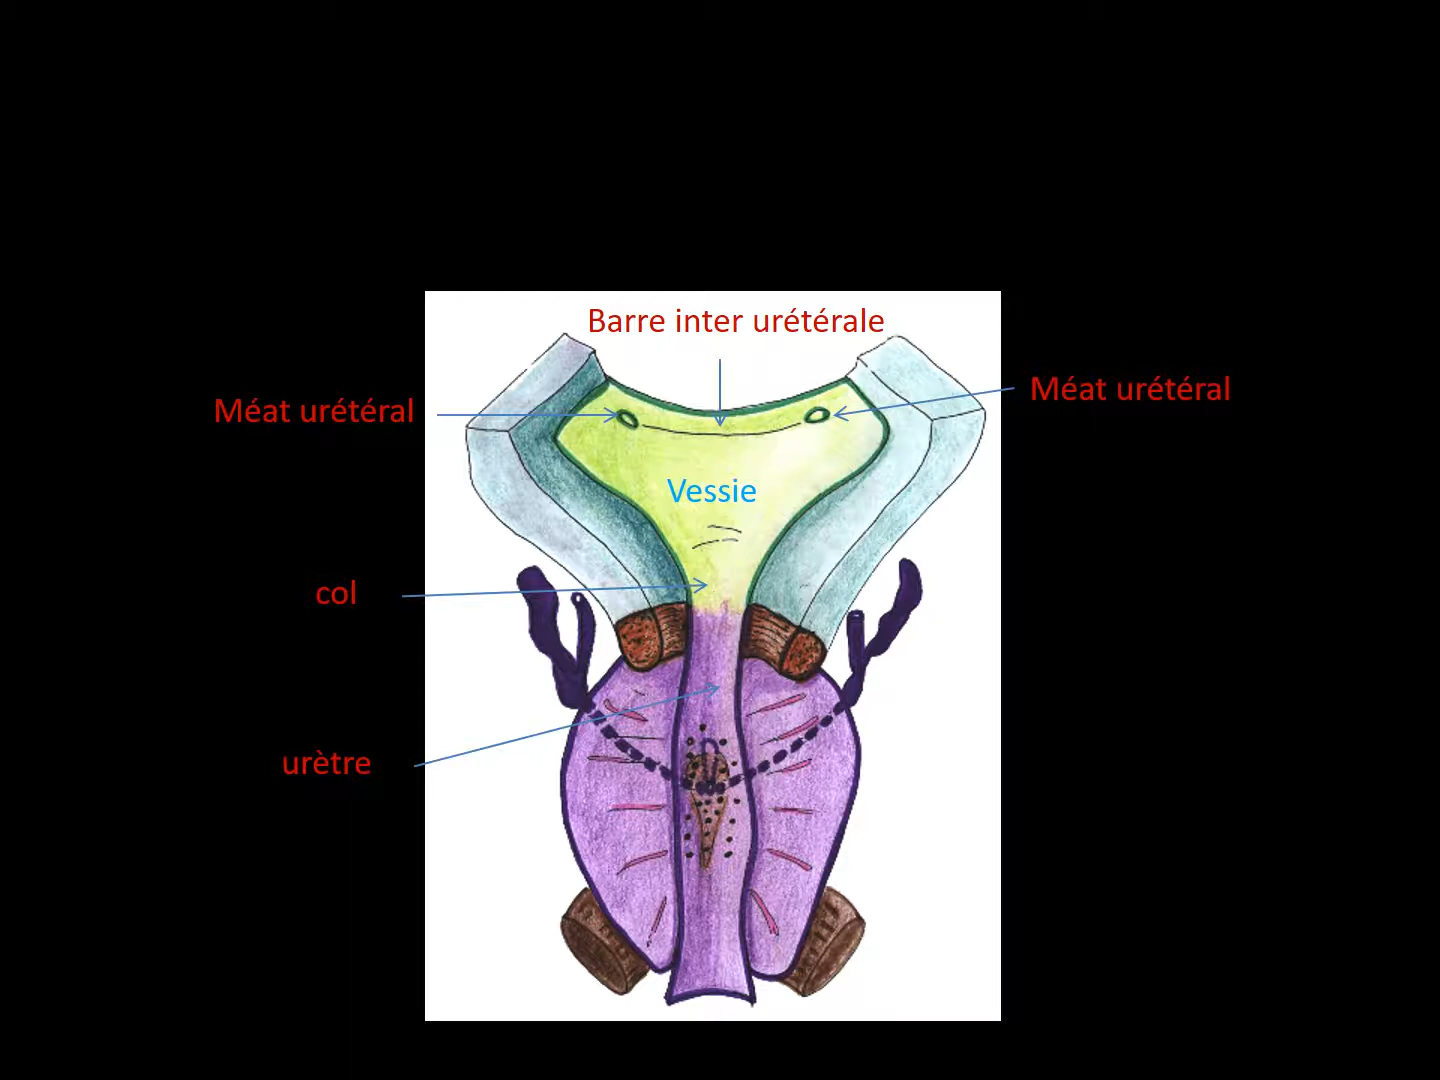 Barre inter urétérale
Méat urétéral
Méat urétéral
Vessie
col
urètre